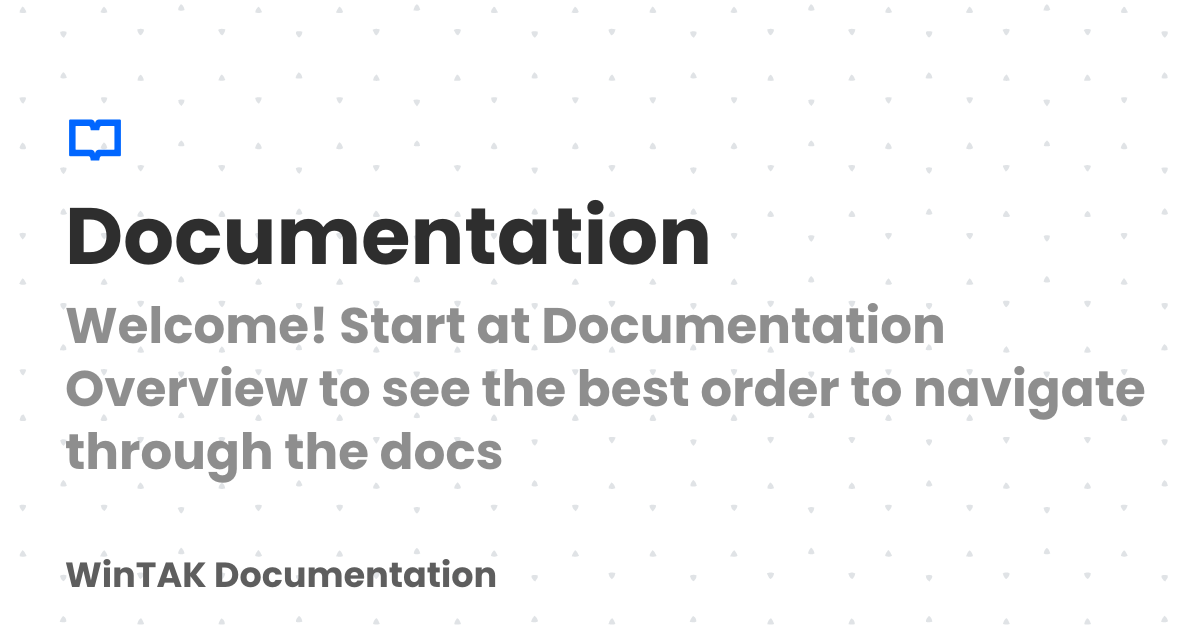 Documentation
Welcome! Start at Documentation
Overview to see the best order to navigate
through the docs
WinTAK Documentation